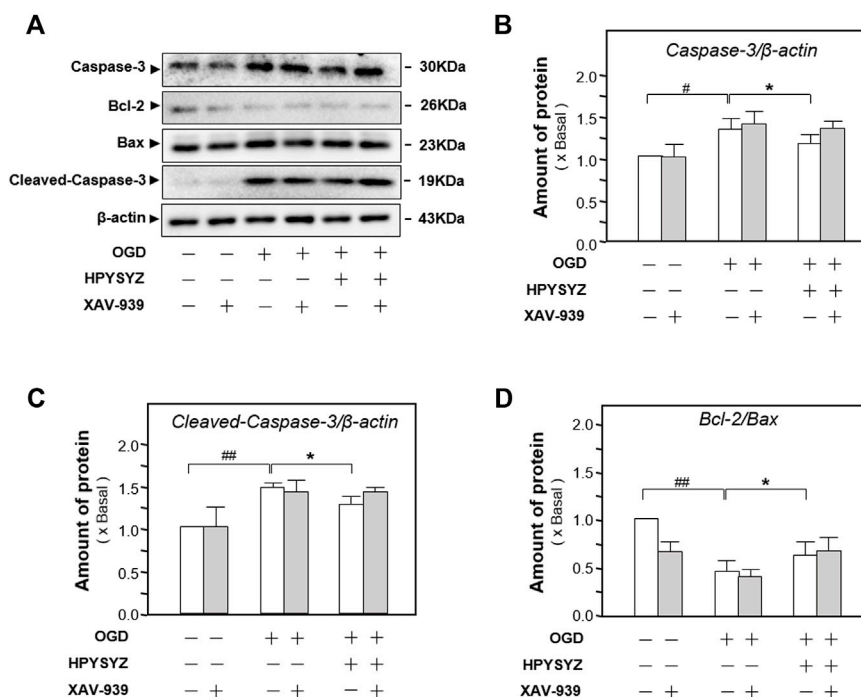 A
Caspase-3 – 30KDa
Bcl-2 – 26KDa
Bax – 23KDa
Cleaved-Caspase-3 – 19KDa
β-actin – 43KDa
OGD – – + + + +
HPYSYZ – – – – + +
XAV-939 – + – + – +
B
Caspase-3/β-actin
Amount of protein
( x Basal )
2.0
1.5
1.0
0.5
0.0
# *
OGD – – + + + +
HPYSYZ – – – – + +
XAV-939 – + – + – +
C
Cleaved-Caspase-3/β-actin
Amount of protein
( x Basal )
2.0
1.5
1.0
0.5
0.0
## *
OGD – – + + + +
HPYSYZ – – – – + +
XAV-939 – + – + – +
D
Bcl-2/Bax
Amount of protein
( x Basal )
2.0
1.5
1.0
0.5
0.0
## *
OGD – – + + + +
HPYSYZ – – – – + +
XAV-939 – + – + – +